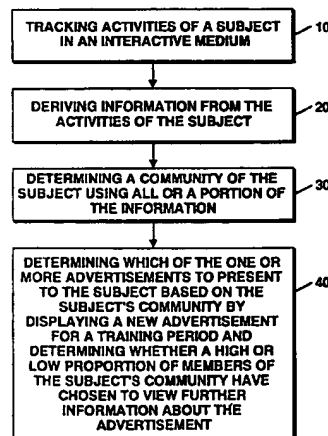 TRACKING ACTIVITIES OF A SUBJECT
IN AN INTERACTIVE MEDIUM
10
DERIVING INFORMATION FROM THE
ACTIVITIES OF THE SUBJECT
20
DETERMINING A COMMUNITY OF THE
SUBJECT USING ALL OR A PORTION OF
THE INFORMATION
30
DETERMINING WHICH OF THE ONE OR
MORE ADVERTISEMENTS TO PRESENT
TO THE SUBJECT BASED ON THE
SUBJECT'S COMMUNITY BY
DISPLAYING A NEW ADVERTISEMENT
FOR A TRAINING PERIOD AND
DETERMINING WHETHER A HIGH OR
LOW PROPORTION OF MEMBERS OF
THE SUBJECT'S COMMUNITY HAVE
CHOSEN TO VIEW FURTHER
INFORMATION ABOUT THE
ADVERTISEMENT
40